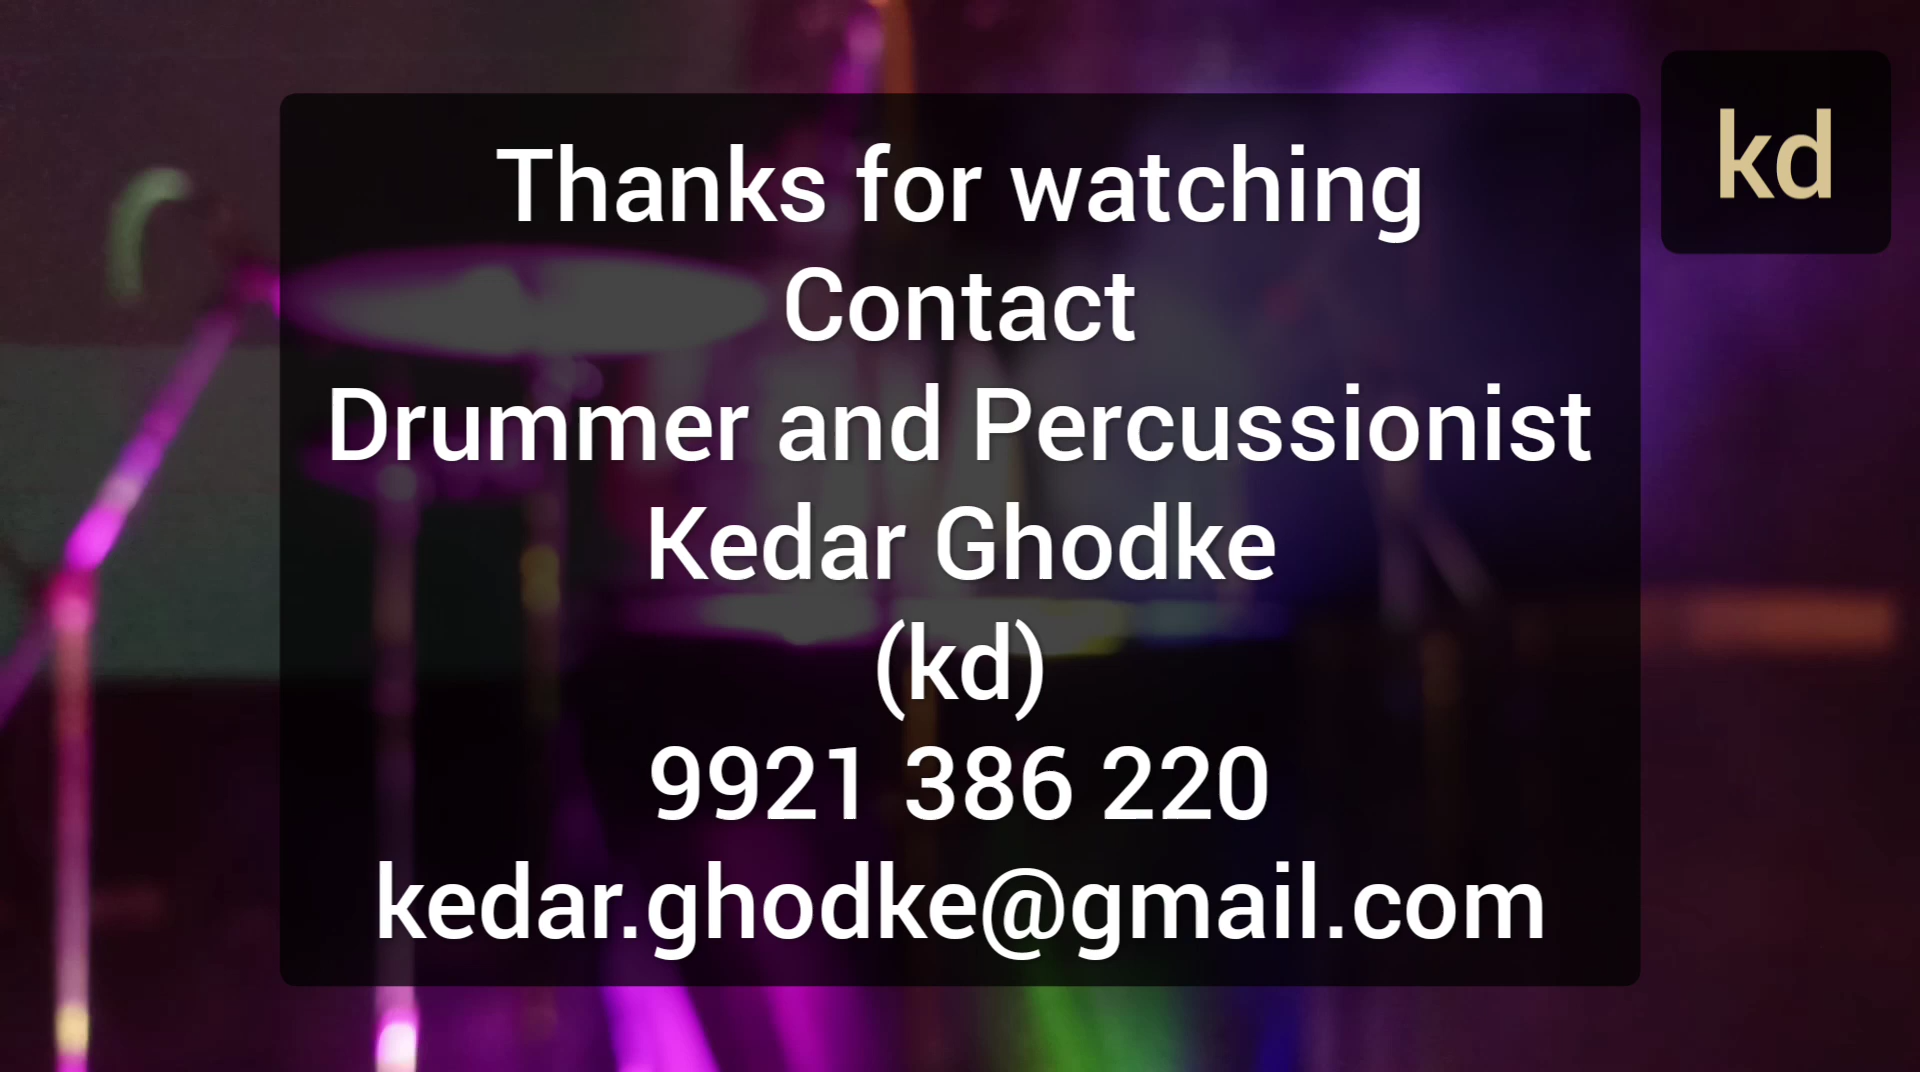 kd
Thanks for watching
Contact
Drummer and Percussionist
Kedar Ghodke
(kd)
9921 386 220
kedar.ghodke@gmail.com